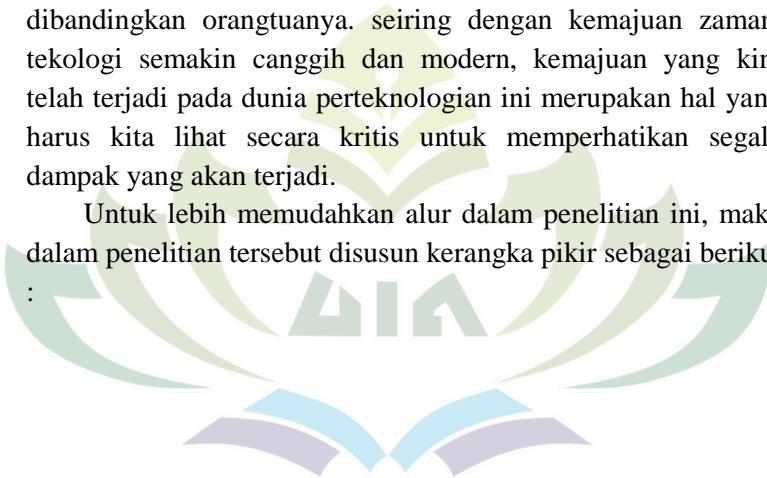 dibandingkan orangtuanya. seiring dengan kemajuan zaman
tekologi semakin canggih dan modern, kemajuan yang kin
telah terjadi pada dunia perteknologian ini merupakan hal yan
harus kita lihat secara kritis untuk memperhatikan segal
dampak yang akan terjadi.
Untuk lebih memudahkan alur dalam penelitian ini, mak
dalam penelitian tersebut disusun kerangka pikir sebagai beriku
:
UIN